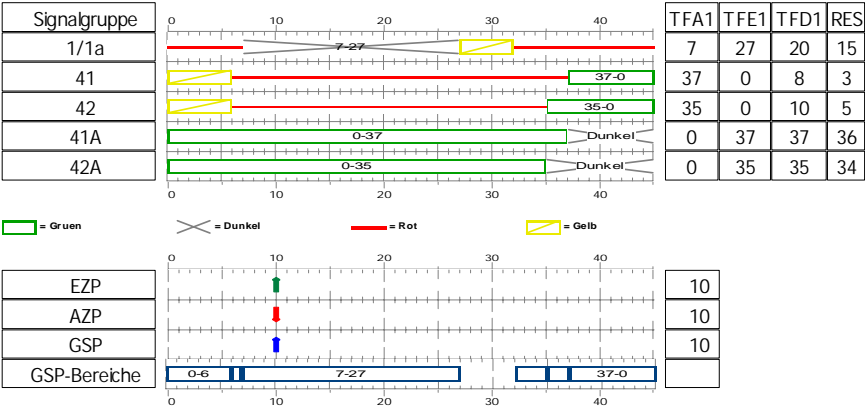 Signalgruppe 0 10 20 30 40 TFA1 TFE1 TFD1 RES
1/1a 7-27 7 27 20 15
41 37-0 37 0 8 3
42 35-0 35 0 10 5
41A 0-37 Dunkel 0 37 37 36
42A 0-35 Dunkel 0 35 35 34
0 10 20 30 40
= Gruen = Dunkel = Rot = Gelb
0 10 20 30 40
EZP 10
AZP 10
GSP 10
GSP-Bereiche 0-6 7-27 37-0
0 10 20 30 40